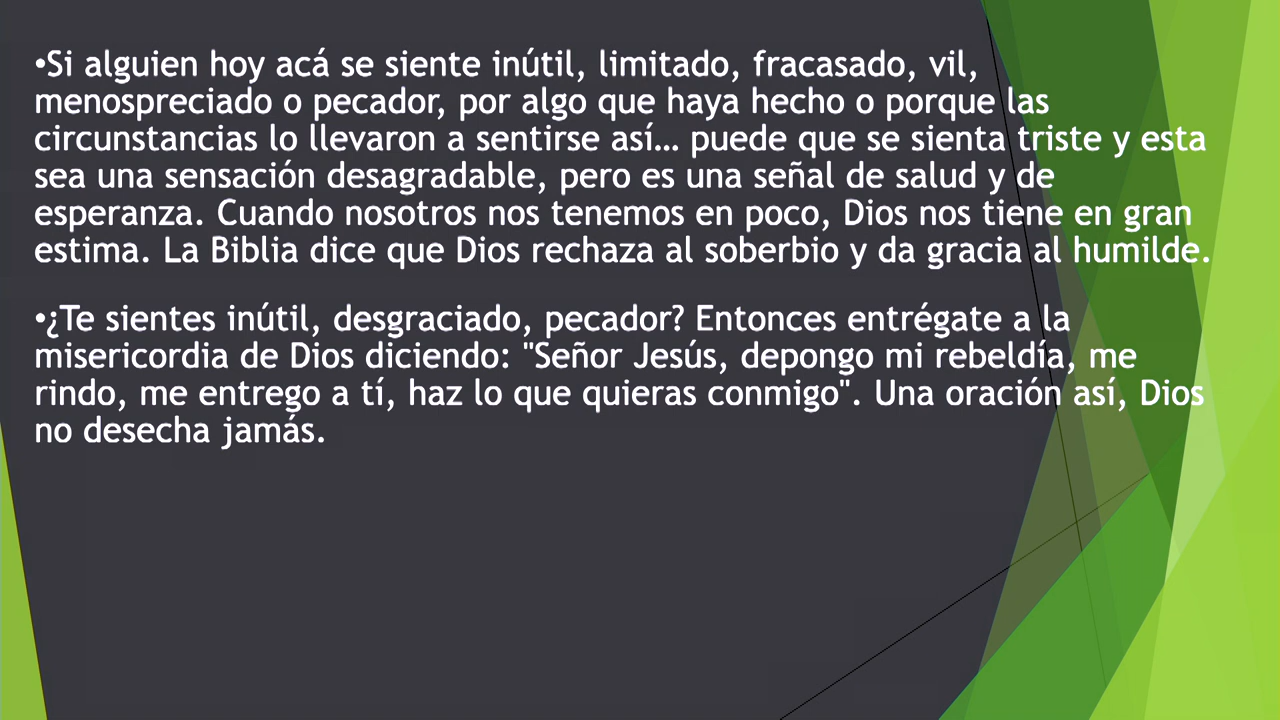 •Si alguien hoy acá se siente inútil, limitado, fracasado, vil,
menospreciado o pecador, por algo que haya hecho o porque las
circunstancias lo llevaron a sentirse así… puede que se sienta triste y esta
sea una sensación desagradable, pero es una señal de salud y de
esperanza. Cuando nosotros nos tenemos en poco, Dios nos tiene en gran
estima. La Biblia dice que Dios rechaza al soberbio y da gracia al humilde.
•¿Te sientes inútil, desgraciado, pecador? Entonces entrégate a la
misericordia de Dios diciendo: "Señor Jesús, depongo mi rebeldía, me
rindo, me entrego a tí, haz lo que quieras conmigo". Una oración así, Dios
no desecha jamás.